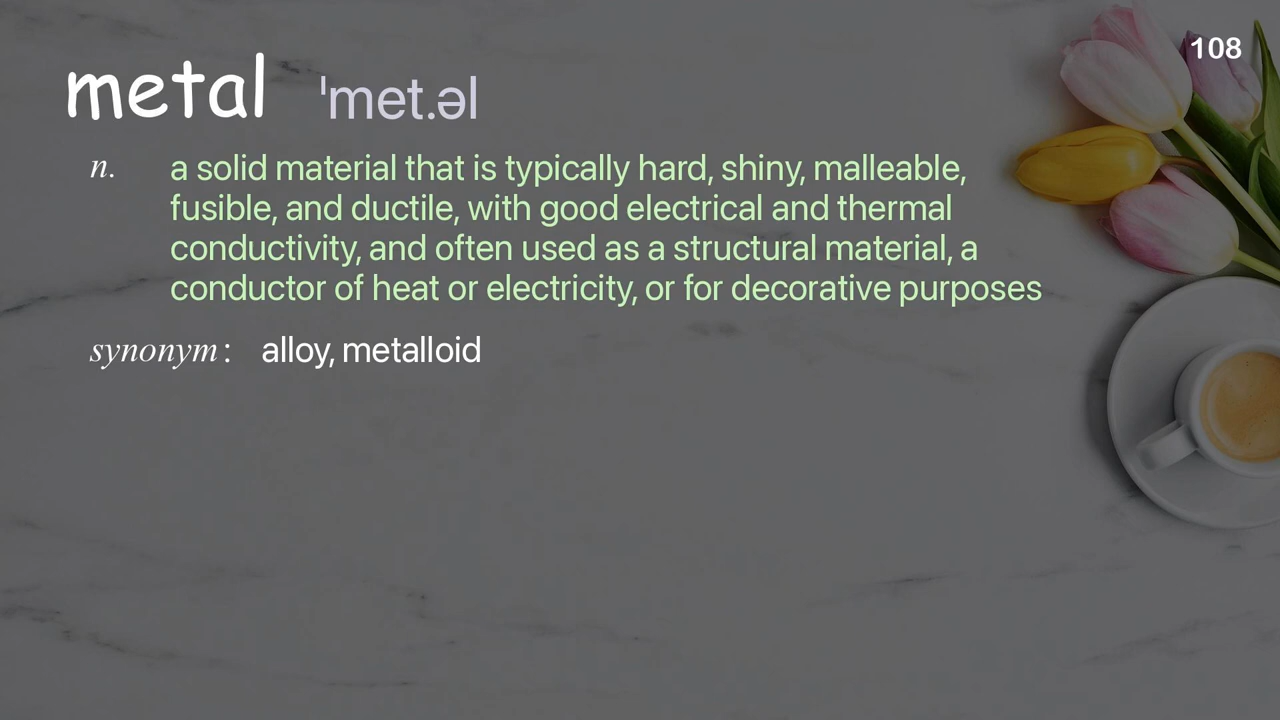 108
metal ˈmet.əl
n. a solid material that is typically hard, shiny, malleable,
fusible, and ductile, with good electrical and thermal
conductivity, and often used as a structural material, a
conductor of heat or electricity, or for decorative purposes
synonym: alloy, metalloid